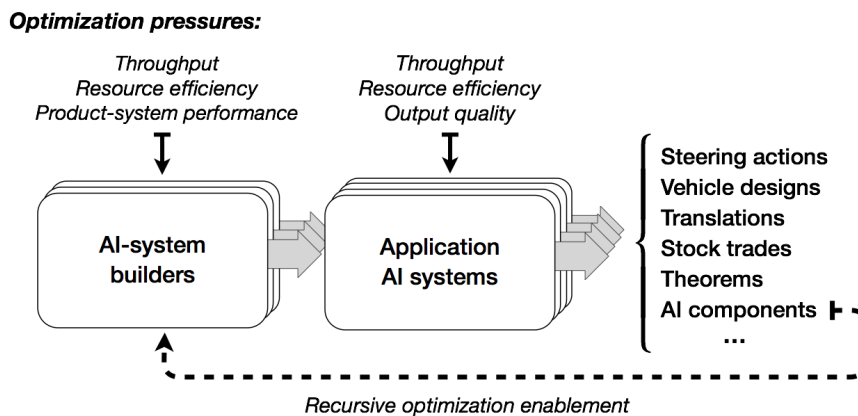 Optimization pressures:
Throughput
Resource efficiency
Product-system performance
Throughput
Resource efficiency
Output quality
AI-system
builders
Application
AI systems
Steering actions
Vehicle designs
Translations
Stock trades
Theorems
AI components
...
Recursive optimization enablement